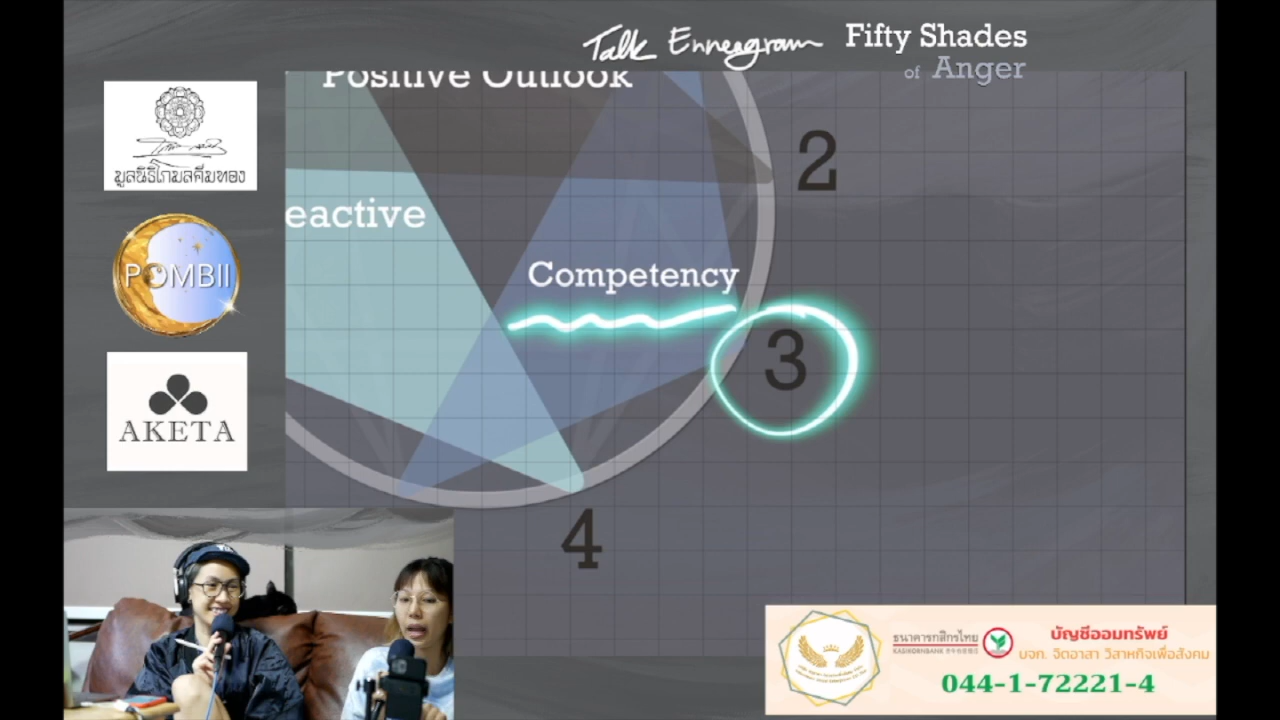 Talk Enneagram
Fifty Shades
of Anger
Positive Outlook
2
มูลนิธิโกมลคีมทอง
eactive
POMBII
Competency
3
AKETA
4
ธนาคารกสิกรไทย
KASIKORNBANK
บัญชีออมทรัพย์
บจก. จิตอาสา วิสาหกิจเพื่อสังคม
044-1-72221-4